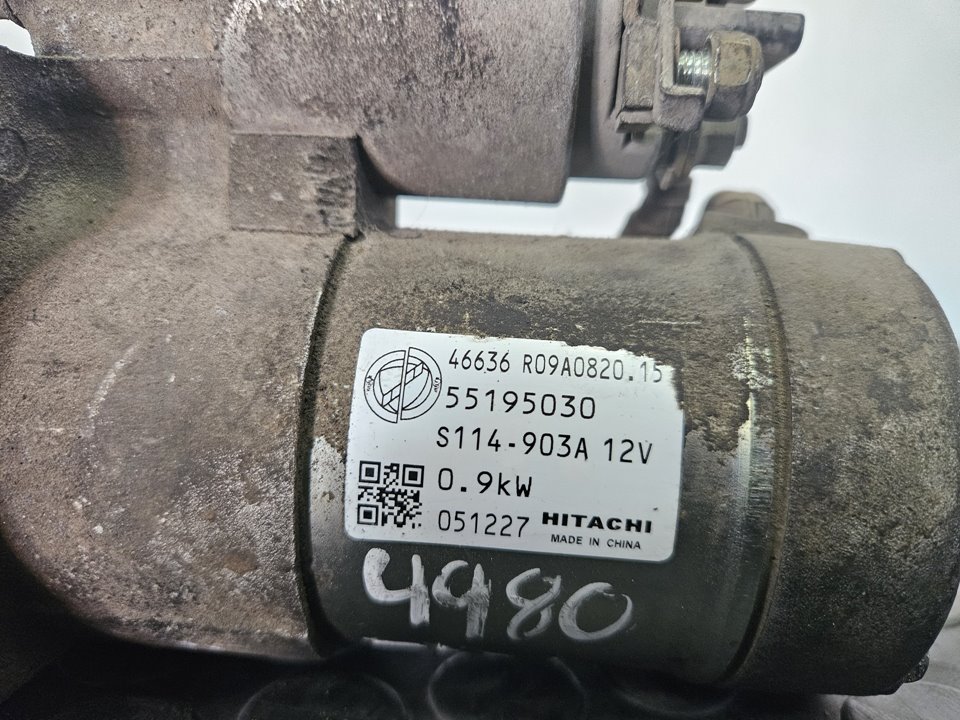 46636 R09A0820.15
55195030
S114-903A 12V
0.9kW
051227 HITACHI
MADE IN CHINA
4980